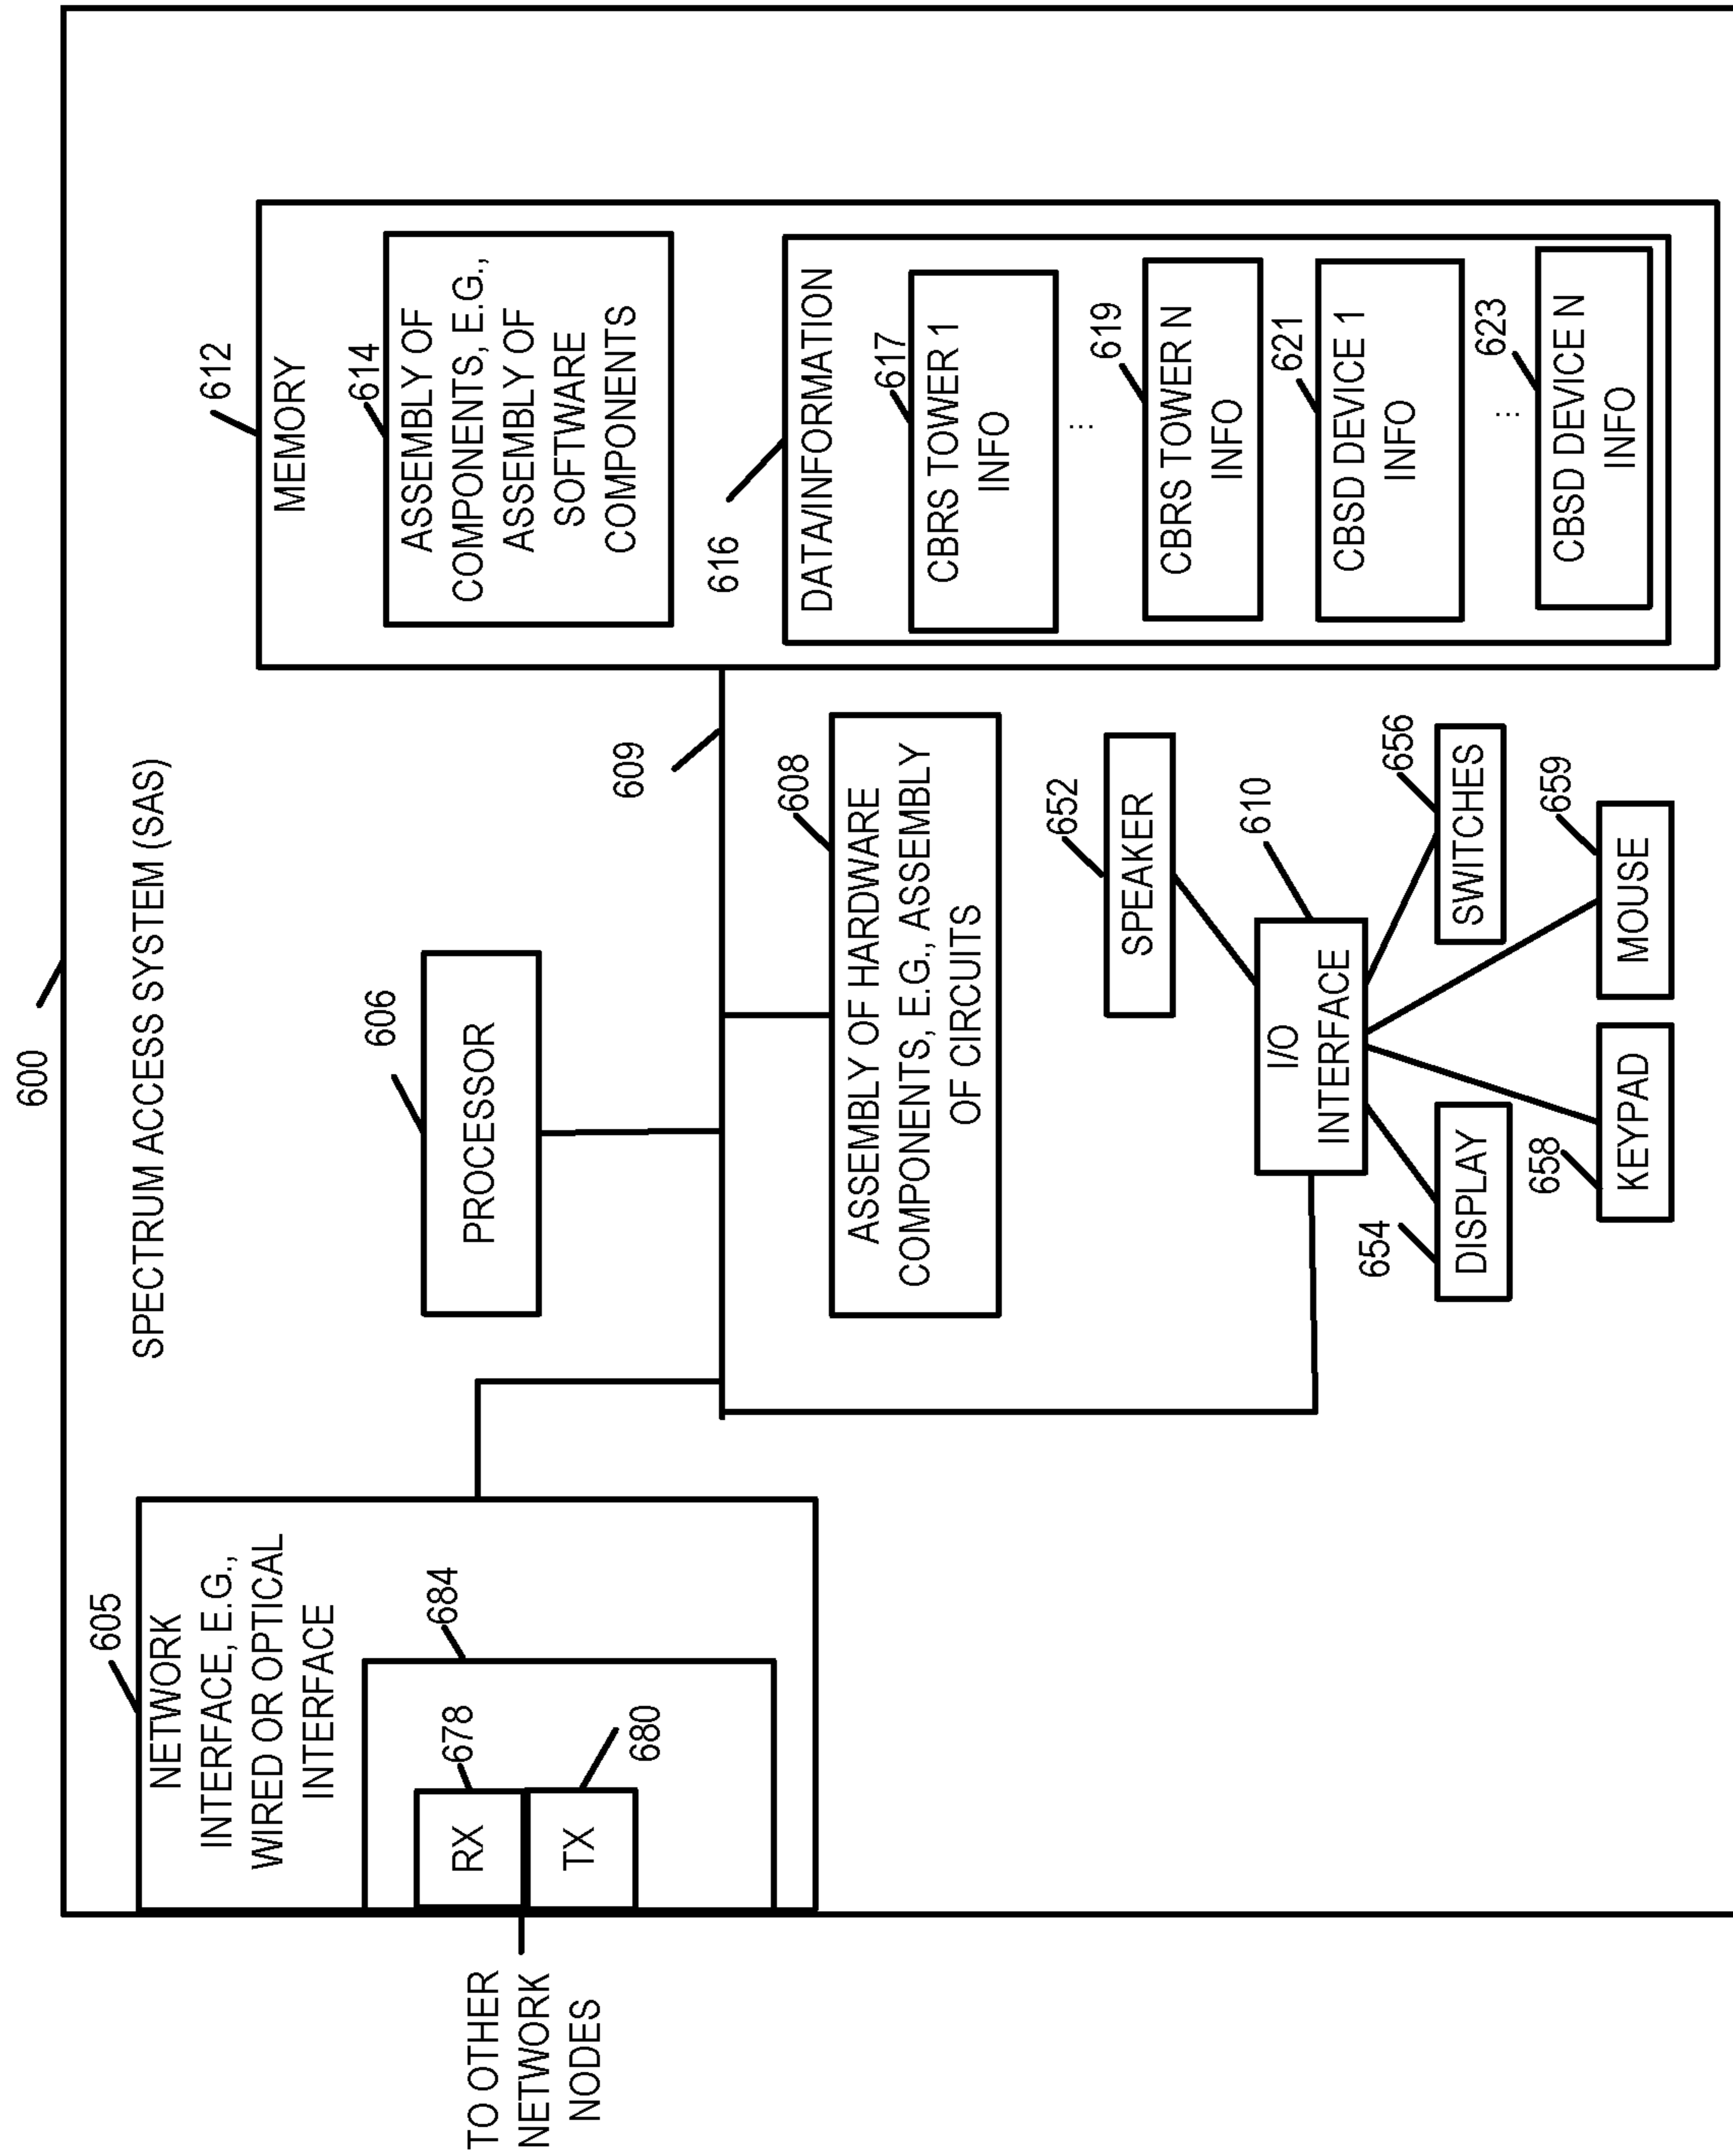 600
SPECTRUM ACCESS SYSTEM (SAS)
605
NETWORK
INTERFACE, E.G.,
WIRED OR OPTICAL
INTERFACE
684
678
RX
TX
680
TO OTHER
NETWORK
NODES
606
PROCESSOR
609
608
ASSEMBLY OF HARDWARE
COMPONENTS, E.G., ASSEMBLY
OF CIRCUITS
652
SPEAKER
610
I/O
INTERFACE
654
DISPLAY
658
KEYPAD
659
MOUSE
656
SWITCHES
612
MEMORY
614
ASSEMBLY OF
COMPONENTS, E.G.,
ASSEMBLY OF
SOFTWARE
COMPONENTS
616
DATA/INFORMATION
617
CBRS TOWER 1
INFO
...
619
CBRS TOWER N
INFO
621
CBSD DEVICE 1
INFO
...
623
CBSD DEVICE N
INFO